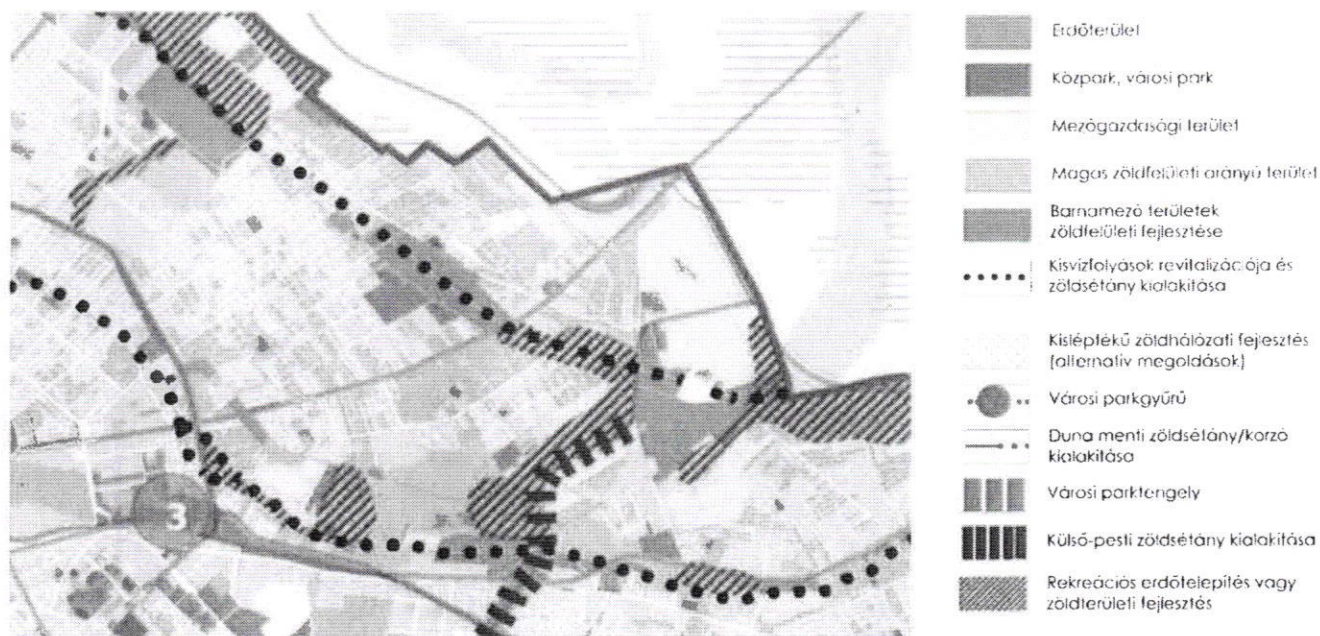 3
Erdőterület
Közpark, városi park
Mezőgazdasági terület
Magas zöldfelületi arányú terület
Barnamező területek
zöldfelületi fejlesztése
Kisvízfolyások revitalizációja és
zöldsétány kialakítása
Kisléptékű zöldhálózati fejlesztés
(alternatív megoldások)
Városi parkgyűrű
Duna menti zöldsétány/korzó
kialakítása
Városi parktengely
Külső-pesti zöldsétány kialakítása
Rekreációs erdőtelepítés vagy
zöldterületi fejlesztés